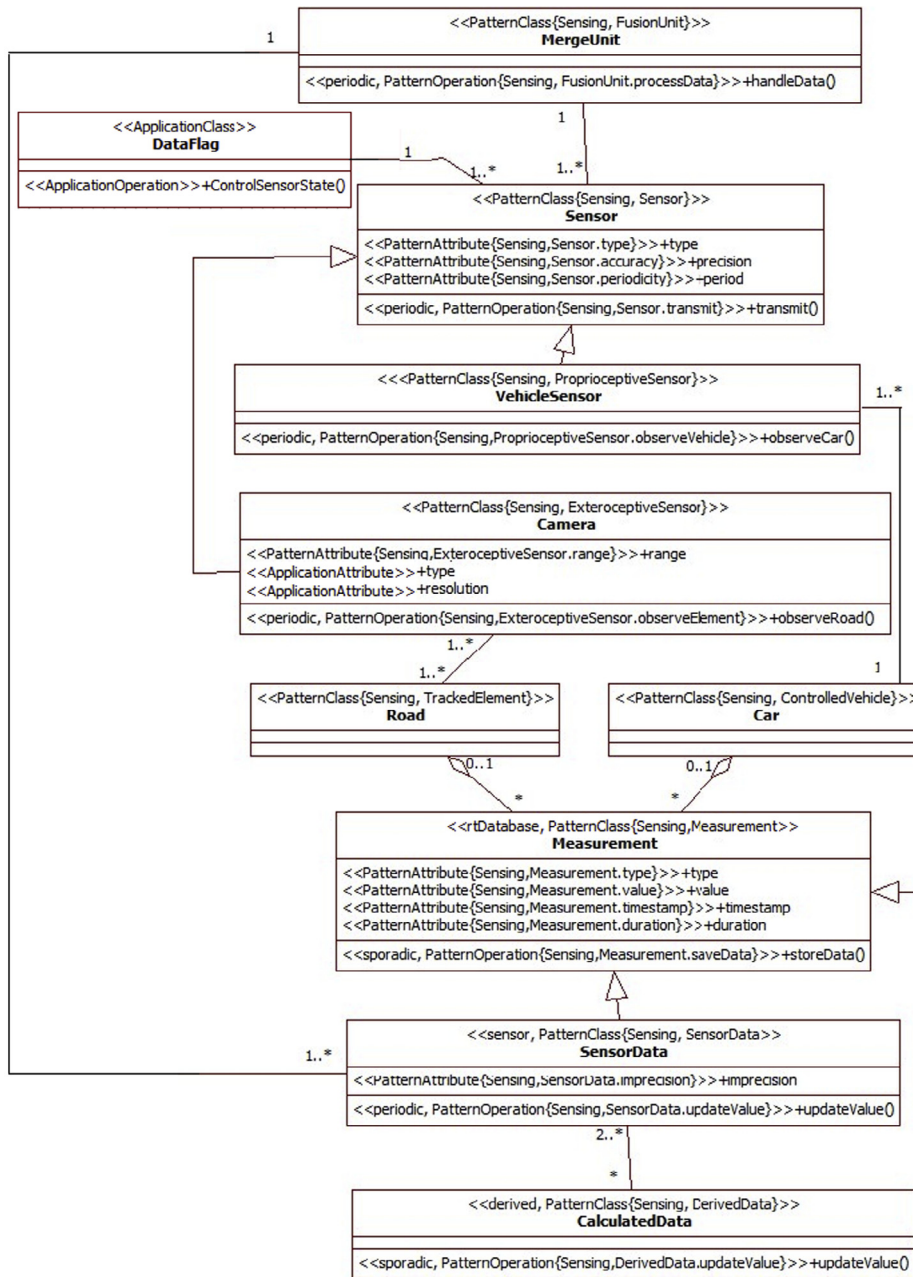 <<PatternClass{Sensing, FusionUnit}>>
MergeUnit
<<periodic, PatternOperation{Sensing, FusionUnit.processData}>>+handleData()
1
1
1..*
<<ApplicationClass>>
DataFlag
<<ApplicationOperation>>+ControlSensorState()
1
1..*
<<PatternClass{Sensing, Sensor}>>
Sensor
<<PatternAttribute{Sensing,Sensor.type}>>+type
<<PatternAttribute{Sensing,Sensor.accuracy}>>+precision
<<PatternAttribute{Sensing,Sensor.periodicity}>>+period
<<periodic, PatternOperation{Sensing,Sensor.transmit}>>+transmit()
<<<PatternClass{Sensing, ProprioceptiveSensor}>>
VehicleSensor
<<periodic, PatternOperation{Sensing,ProprioceptiveSensor.observeVehicle}>>+observeCar()
1..*
<<PatternClass{Sensing, ExteroceptiveSensor}>>
Camera
<<PatternAttribute{Sensing,ExteroceptiveSensor.range}>>+range
<<ApplicationAttribute>>+type
<<ApplicationAttribute>>+resolution
<<periodic, PatternOperation{Sensing,ExteroceptiveSensor.observeElement}>>+observeRoad()
1..*
1..*
1
<<PatternClass{Sensing, TrackedElement}>>
Road
<<PatternClass{Sensing, ControlledVehicle}>>
Car
0..1
0..1
*
*
<<rtDatabase, PatternClass{Sensing,Measurement>>
Measurement
<<PatternAttribute{Sensing,Measurement.type}>>+type
<<PatternAttribute{Sensing,Measurement.value}>>+value
<<PatternAttribute{Sensing,Measurement.timestamp}>>+timestamp
<<PatternAttribute{Sensing,Measurement.duration}>>+duration
<<sporadic, PatternOperation{Sensing,Measurement.saveData}>>+storeData()
<<sensor, PatternClass{Sensing, SensorData>>
SensorData
<<PatternAttribute{Sensing,SensorData.imprecision}>>+imprecision
<<periodic, PatternOperation{Sensing,SensorData.updateValue}>>+updateValue()
1..*
2..*
*
<<derived, PatternClass{Sensing, DerivedData}>>
CalculatedData
<<sporadic, PatternOperation{Sensing,DerivedData.updateValue}>>+updateValue()